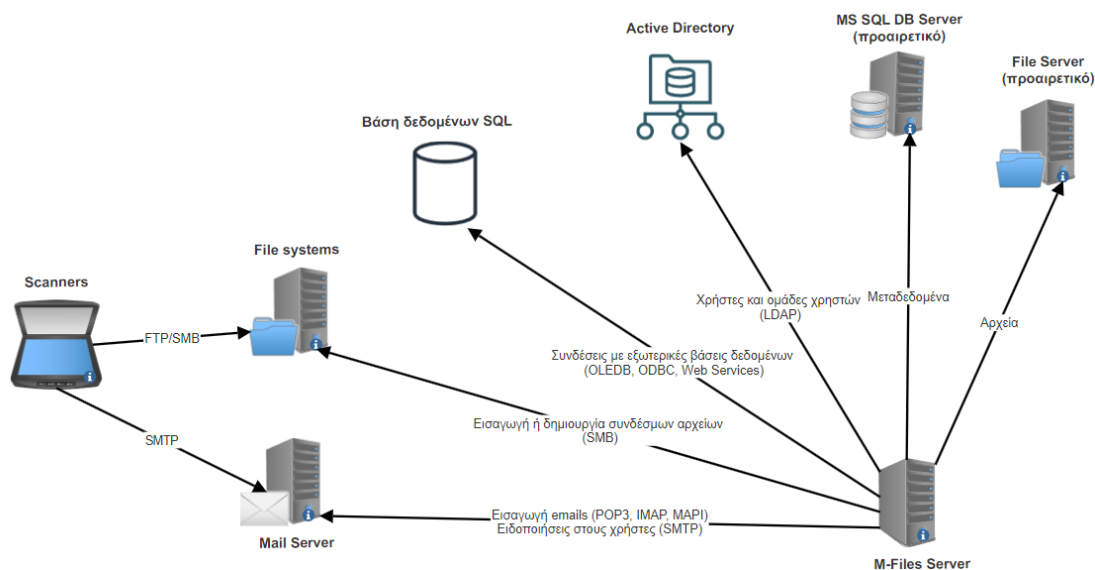 Active Directory
MS SQL DB Server
(προαιρετικό)
File Server
(προαιρετικό)
Βάση δεδομένων SQL
File systems
Scanners
FTP/SMB
Χρήστες και ομάδες χρηστών
(LDAP)
Μεταδεδομένα
Αρχεία
Συνδέσεις με εξωτερικές βάσεις δεδομένων
(OLEDB, ODBC, Web Services)
Εισαγωγή ή δημιουργία συνδέσμων αρχείων
(SMB)
SMTP
Εισαγωγή emails (POP3, IMAP, MAPI)
Ειδοποιήσεις στους χρήστες (SMTP)
Mail Server
M-Files Server